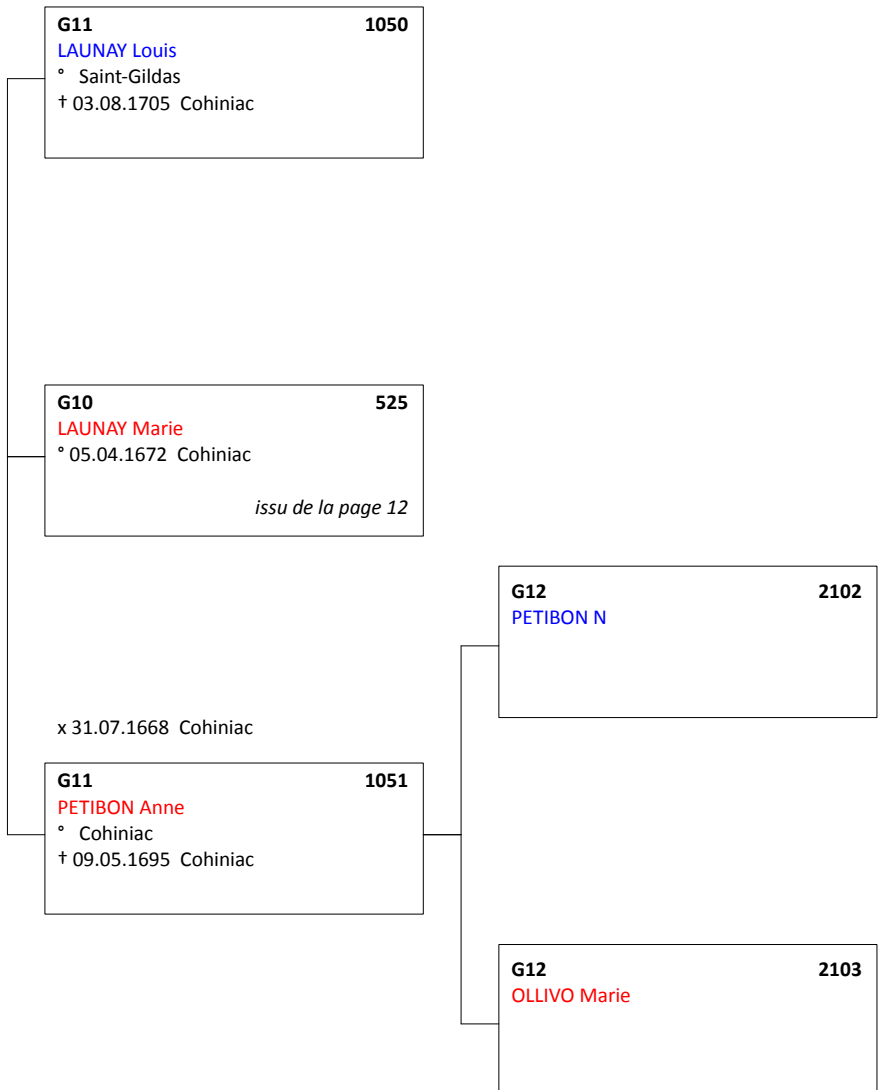 G11 1050
LAUNAY Louis
° Saint-Gildas
† 03.08.1705 Cohiniac
G10 525
LAUNAY Marie
° 05.04.1672 Cohiniac
issu de la page 12
G12 2102
PETIBON N
x 31.07.1668 Cohiniac
G11 1051
PETIBON Anne
° Cohiniac
† 09.05.1695 Cohiniac
G12 2103
OLLIVO Marie